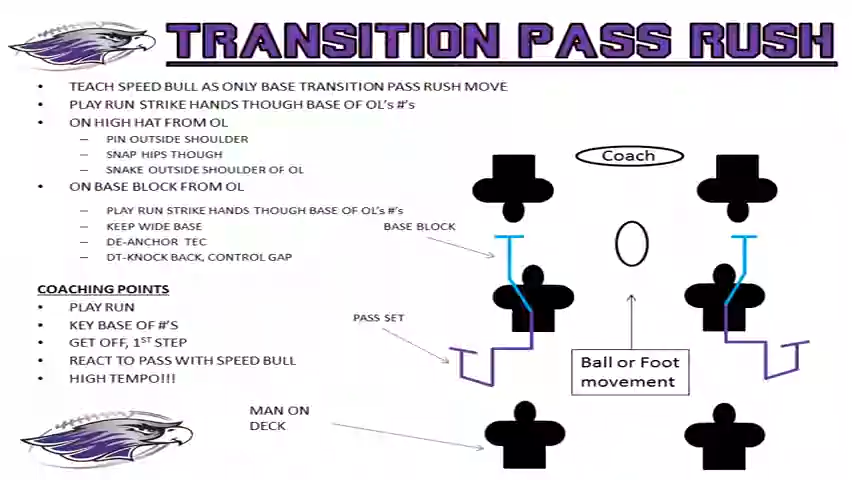 TRANSITION PASS RUSH
• TEACH SPEED BULL AS ONLY BASE TRANSITION PASS RUSH MOVE
• PLAY RUN STRIKE HANDS THOUGH BASE OF OL's #'s
• ON HIGH HAT FROM OL
– PIN OUTSIDE SHOULDER
– SNAP HIPS THOUGH
– SNAKE OUTSIDE SHOULDER OF OL
• ON BASE BLOCK FROM OL
– PLAY RUN STRIKE HANDS THOUGH BASE OF OL's #'s
– KEEP WIDE BASE
– DE-ANCHOR TEC
– DT-KNOCK BACK, CONTROL GAP
COACHING POINTS
• PLAY RUN
• KEY BASE OF #'S
• GET OFF, 1ST STEP
• REACT TO PASS WITH SPEED BULL
• HIGH TEMPO!!!
Coach
BASE BLOCK
PASS SET
Ball or Foot
movement
MAN ON
DECK